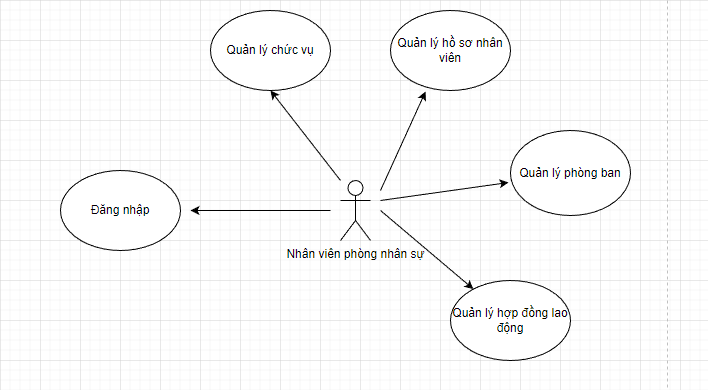 Quản lý chức vụ
Quản lý hồ sơ nhân
viên
Quản lý phòng ban
Đăng nhập
Nhân viên phòng nhân sự
Quản lý hợp đồng lao
động